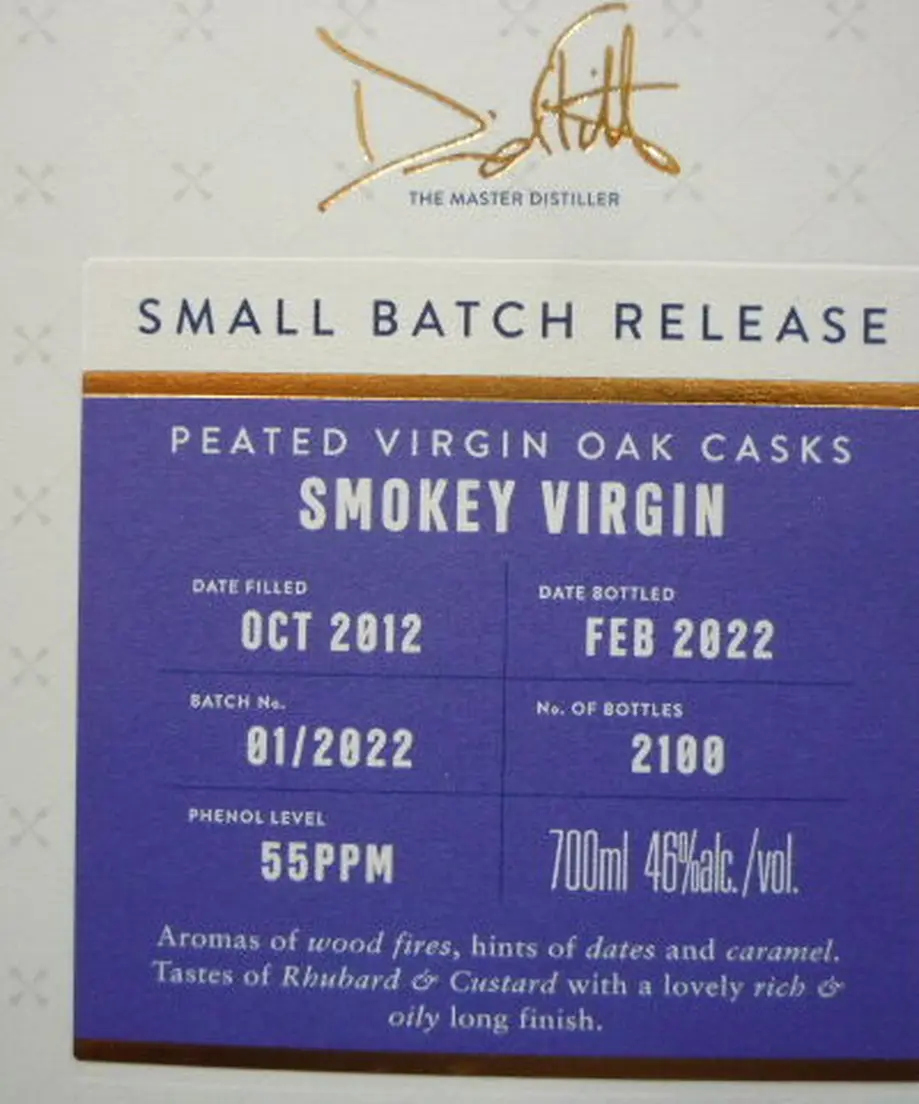 THE MASTER DISTILLER
SMALL BATCH RELEASE
PEATED VIRGIN OAK CASKS
SMOKEY VIRGIN
DATE FILLED
OCT 2012
DATE BOTTLED
FEB 2022
BATCH No.
01/2022
No. OF BOTTLES
2100
PHENOL LEVEL
55PPM
700ml 46%alc./vol.
Aromas of wood fires, hints of dates and caramel.
Tastes of Rhubard & Custard with a lovely rich &
oily long finish.